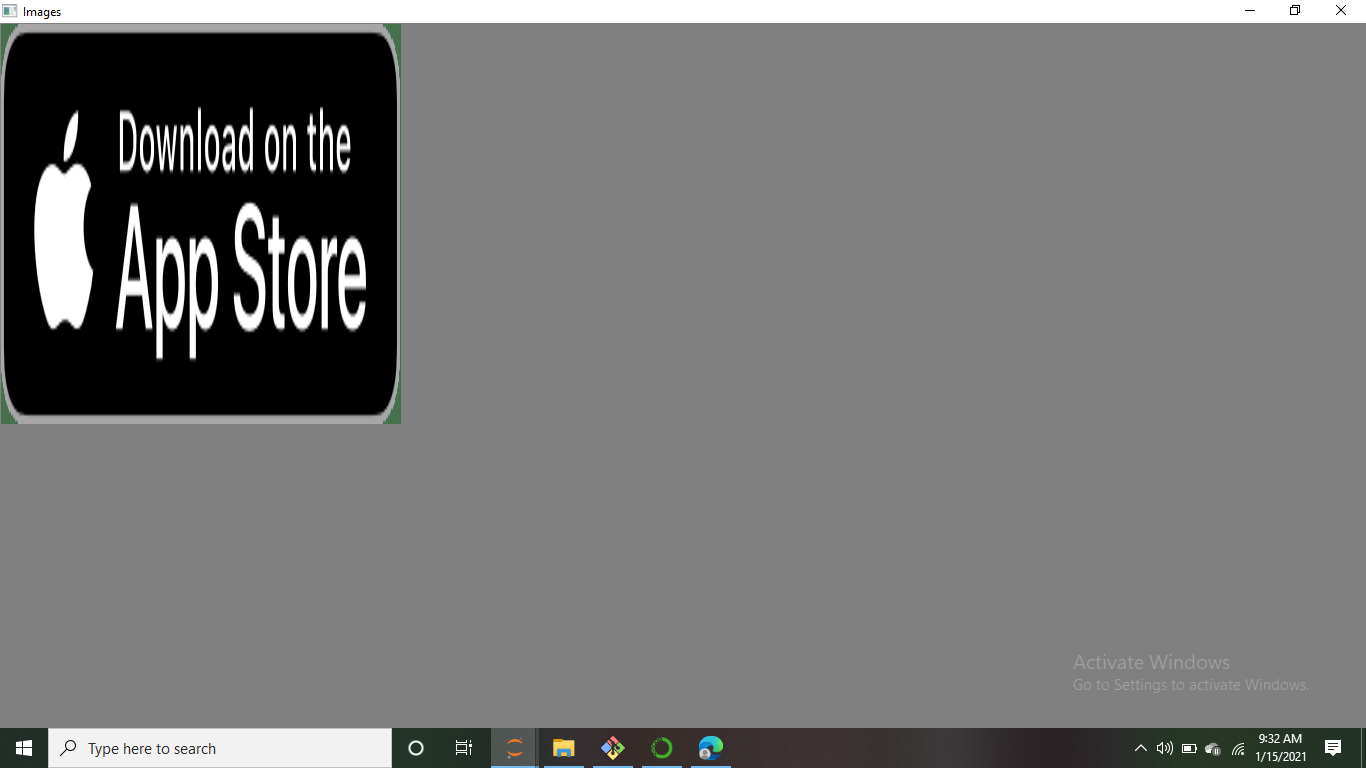 Images
Download on the
App Store
Activate Windows
Go to Settings to activate Windows.
Type here to search
9:32 AM
1/15/2021